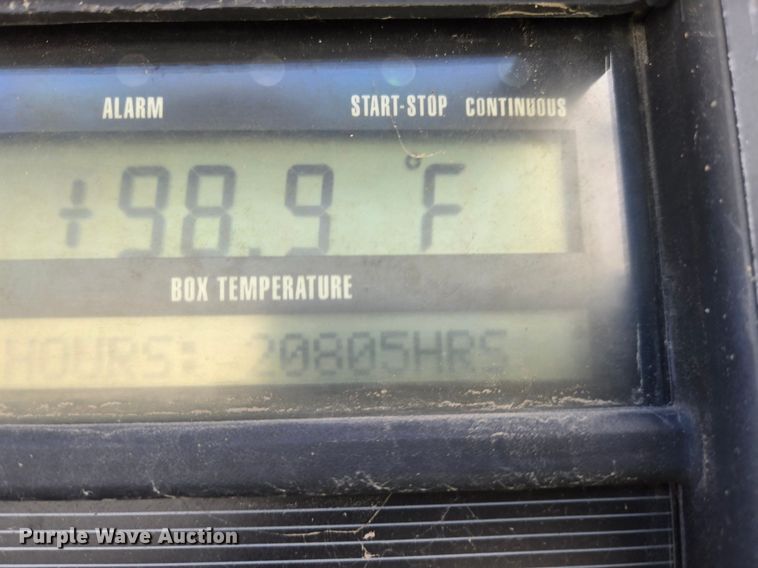 ALARM START-STOP CONTINUOUS
+98.9 °F
BOX TEMPERATURE
HOURS: 20805HRS
Purple Wave Auction®